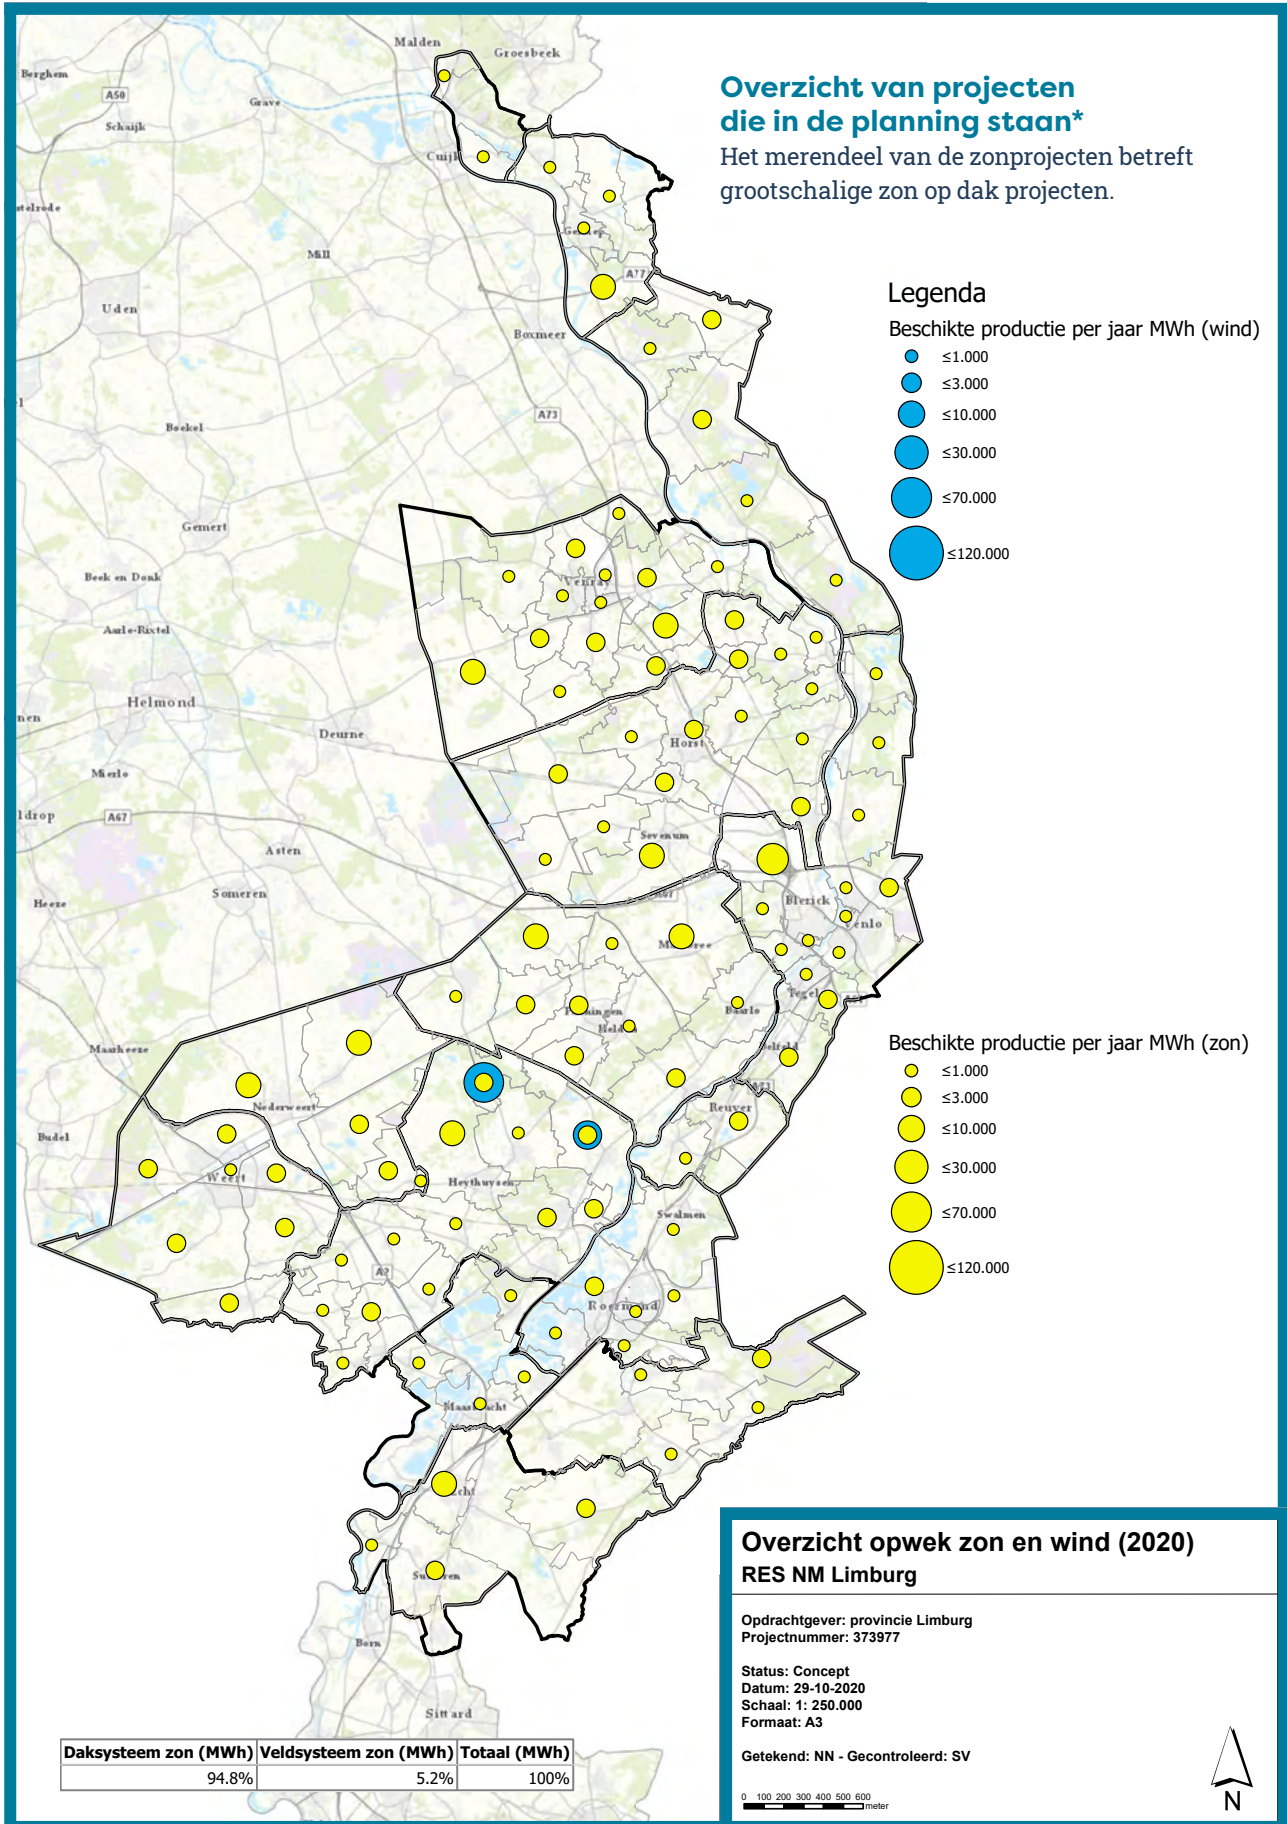 Malden
Groesbeek
Berghem
A50
Grave
Schaijk
Cuijk
Mill
Uden
A77
Boxmeer
A73
Boekel
Gemert
Venray
Beek en Donk
Aarle-Rixtel
Helmond
Deurne
Horst
Mierlo
A67
Asten
Sevenum
Someren
Heeze
Blerick
Venlo
Baarlo
Maarheeze
Nederweert
Reuver
Budel
Weert
Heythuysen
Swalmen
A2
Roermond
Born
Sittard
Overzicht van projecten
die in de planning staan*
Het merendeel van de zonprojecten betreft
grootschalige zon op dak projecten.
Legenda
Beschikte productie per jaar MWh (wind)
≤1.000
≤3.000
≤10.000
≤30.000
≤70.000
≤120.000
Beschikte productie per jaar MWh (zon)
≤1.000
≤3.000
≤10.000
≤30.000
≤70.000
≤120.000
Daksysteem zon (MWh) Veldsysteem zon (MWh) Totaal (MWh)
94.8% 5.2% 100%
Overzicht opwek zon en wind (2020)
RES NM Limburg
Opdrachtgever: provincie Limburg
Projectnummer: 373977
Status: Concept
Datum: 29-10-2020
Schaal: 1: 250.000
Formaat: A3
Getekend: NN - Gecontroleerd: SV
0 100 200 300 400 500 600
meter
N